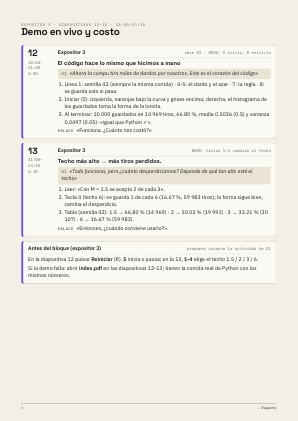 EXPOSITOR 3 · DIAPOSITIVAS 12–13 · 18:00–23:30
Demo en vivo y costo
12
18:00–
21:00
3:00
Expositor 3
abre D3 · DEMO: S inicia, R reinicia
El código hace lo mismo que hicimos a mano
D3 «Ahora la compu tira miles de dardos por nosotros. Este es el corazón del código»
1. Línea 1: semilla 42 (siempre la misma corrida) · 4-5: el dardo y el azar · 7: la regla · 8:
se guarda solo si pasa.
2. Iniciar (S): izquierda, naranjas bajo la curva y grises encima; derecha, el histograma de
los guardados toma la forma de la lomita.
3. Al terminar: 10 000 guardados en 14 969 tiros, 66.80 %, media 0.5026 (0.5) y varianza
0.0497 (0.05): «Igual que Python ✓».
ENLACE «Funciona. ¿Cuánto nos costó?».
13
21:00–
23:30
2:30
Expositor 3
DEMO: teclas 1–4 cambian el techo
Techo más alto → más tiros perdidos.
D3 «Todo funciona, pero ¿cuánto desperdiciamos? Depende de qué tan alto esté el
techo»
1. Leer: «Con M = 1.5 se acepta 2 de cada 3».
2. Tecla 4 (techo 6): se guarda 1 de cada 6 (16.67 %, 59 983 tiros); la forma sigue bien,
cambia el desperdicio.
3. Tabla (semilla 42): 1.5 → 66.80 % (14 969) · 2 → 50.02 % (19 991) · 3 → 33.21 % (30
107) · 6 → 16.67 % (59 983).
ENLACE «Entonces, ¿cuándo conviene usarlo?».
Antes del bloque (expositor 3)
preparas durante la actividad de E2
En la diapositiva 12 pulsar Reiniciar (R). S inicia o pausa; en la 13, 1–4 elige el techo 1.5 / 2 / 3 / 6.
Si la demo falla: abrir index.pdf en las diapositivas 12-13; tienen la corrida real de Python con los
mismos números.